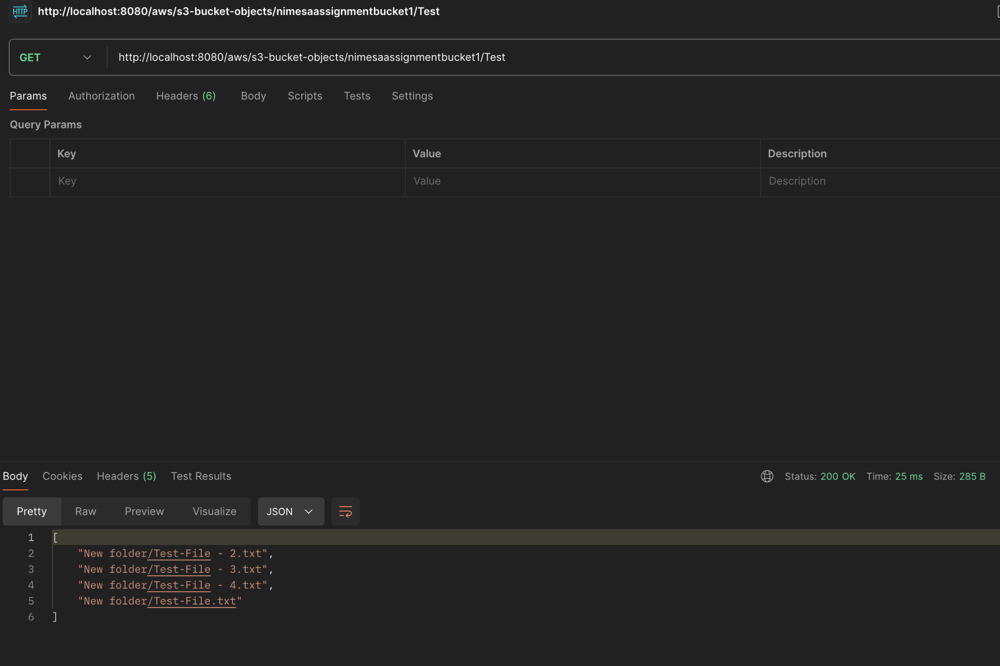 HTTP http://localhost:8080/aws/s3-bucket-objects/nimesaassignmentbucket1/Test
GET http://localhost:8080/aws/s3-bucket-objects/nimesaassignmentbucket1/Test
Params Authorization Headers (6) Body Scripts Tests Settings
Query Params
Key Value Description
Key Value Description
Body Cookies Headers (5) Test Results Status: 200 OK Time: 25 ms Size: 285 B
Pretty Raw Preview Visualize JSON
1 [
2 "New folder/Test-File - 2.txt",
3 "New folder/Test-File - 3.txt",
4 "New folder/Test-File - 4.txt",
5 "New folder/Test-File.txt"
6 ]